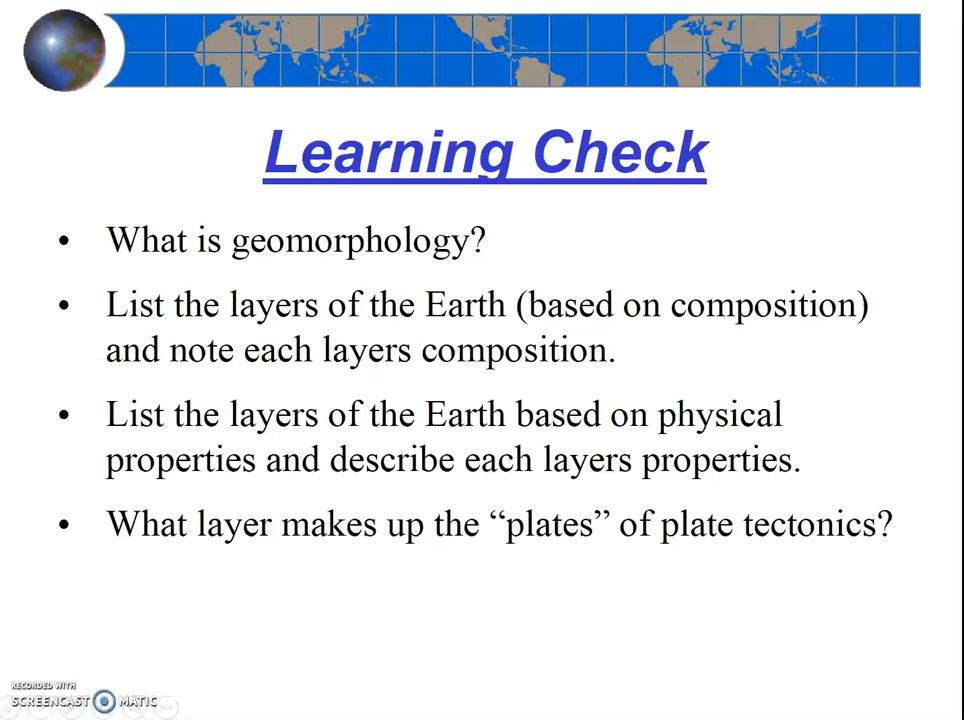 Learning Check
• What is geomorphology?
• List the layers of the Earth (based on composition)
and note each layers composition.
• List the layers of the Earth based on physical
properties and describe each layers properties.
• What layer makes up the “plates” of plate tectonics?
RECORDED WITH
SCREENCAST MATIC